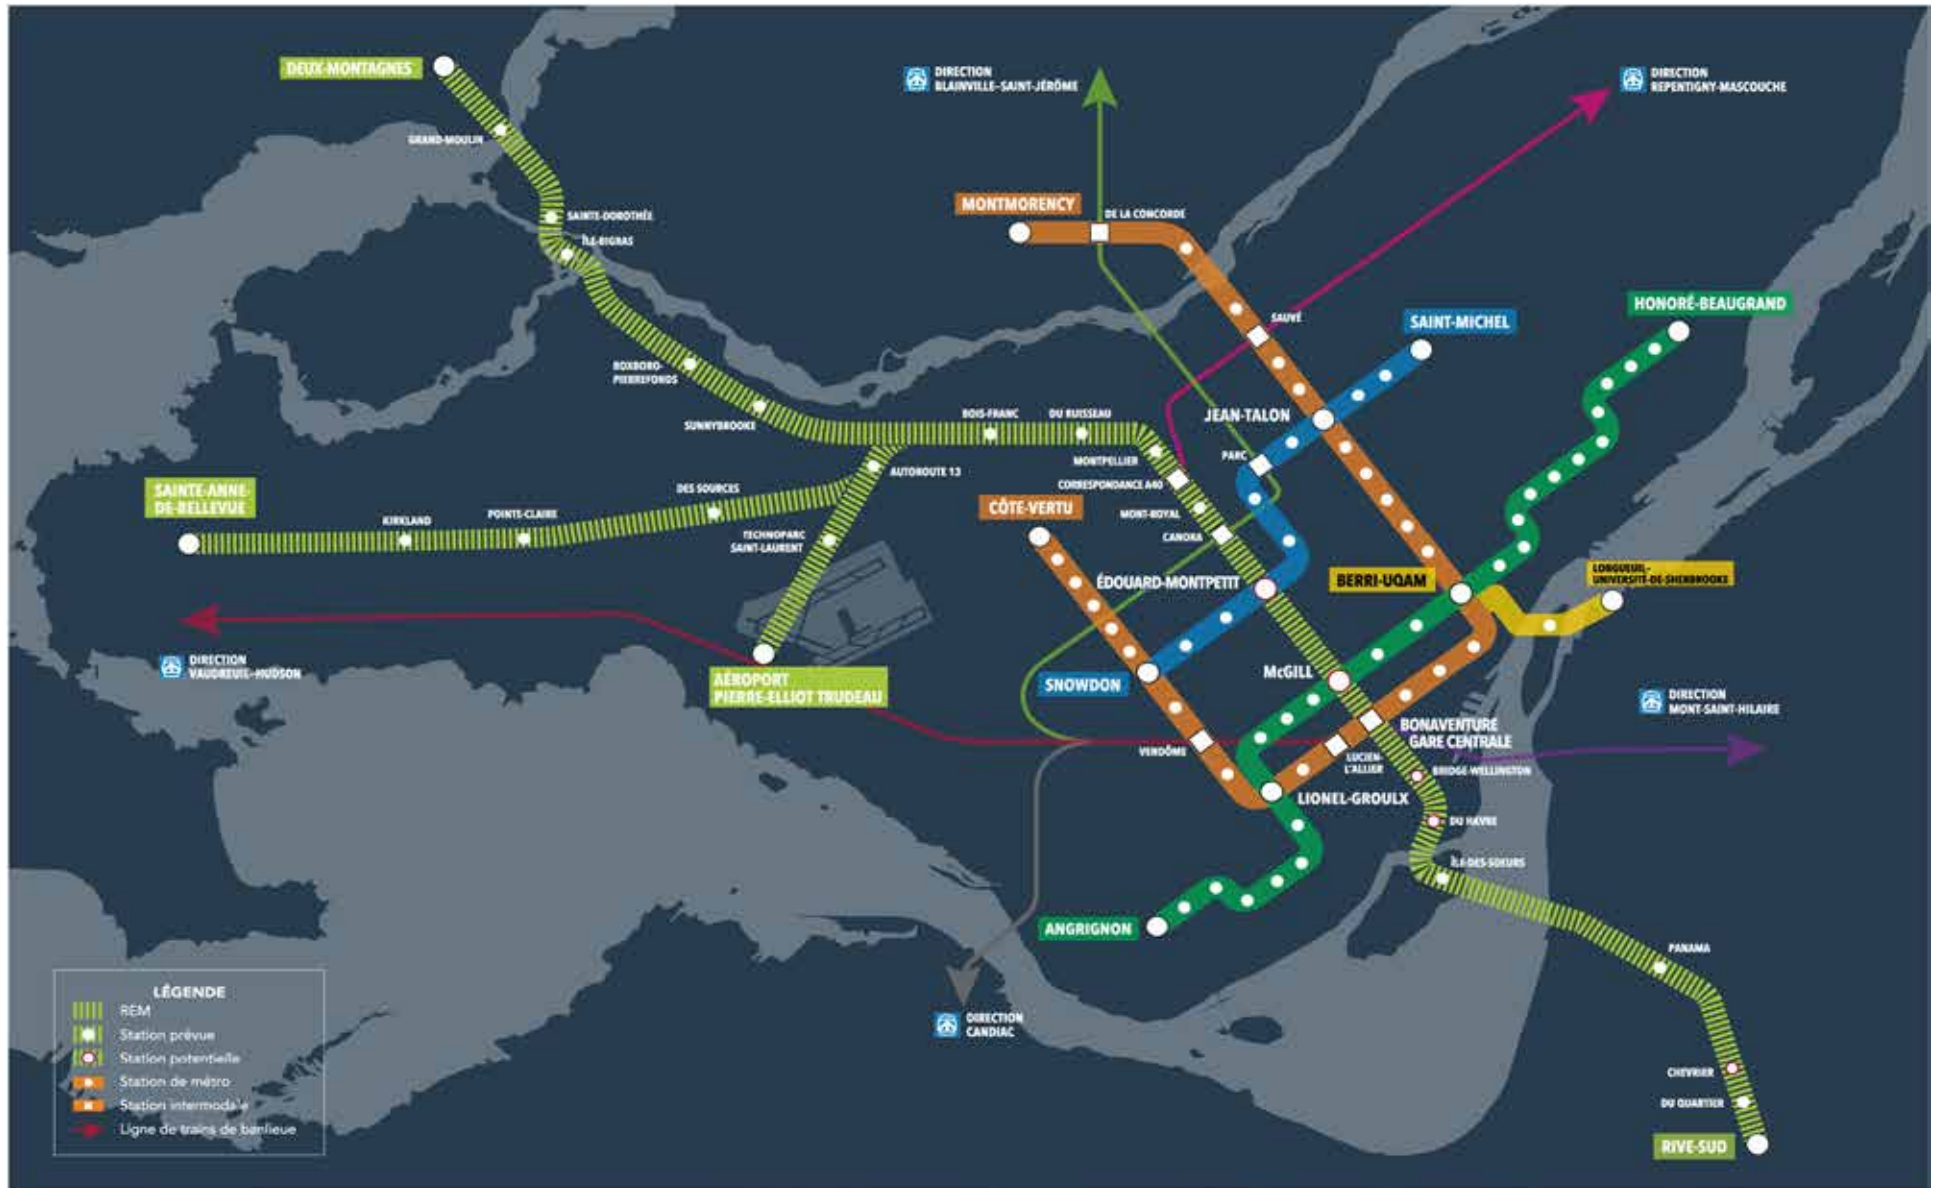 DEUX-MONTAGNES
GRAND-MOULIN
SAINTE-DOROTHÉE
ÎLE-BIGRAS
ROXBORO-
PIERREFONDS
SUNNYBROOKE
BOIS-FRANC
DU RUISSEAU
MONTPELLIER
CORRESPONDANCE A40
MONT-ROYAL
CANORA
ÉDOUARD-MONTPETIT
McGILL
BONAVENTURE
GARE CENTRALE
BRIDGE-WELLINGTON
DU HAVRE
ÎLE-DES-SOEURS
PANAMA
CHEVRIER
DU QUARTIER
RIVE-SUD
AUTOROUTE 13
DES SOURCES
POINTE-CLAIRE
KIRKLAND
SAINTE-ANNE-
DE-BELLEVUE
TECHNOPARC
SAINT-LAURENT
AÉROPORT
PIERRE-ELLIOT TRUDEAU
DIRECTION
BLAINVILLE-SAINT-JÉRÔME
DIRECTION
REPENTIGNY-MASCOUCHE
MONTMORENCY
DE LA CONCORDE
SAUVÉ
JEAN-TALON
PARC
SAINT-MICHEL
HONORÉ-BEAUGRAND
CÔTE-VERTU
BERRI-UQAM
LONGUEUIL-
UNIVERSITÉ-DE-SHERBROOKE
SNOWDON
VENDÔME
LUCIEN-
L'ALLIER
LIONEL-GROULX
ANGRIGNON
DIRECTION
VAUDREUIL-HUDSON
DIRECTION
MONT-SAINT-HILAIRE
DIRECTION
CANDIAC
LÉGENDE
REM
Station prévue
Station potentielle
Station de métro
Station intermodale
Ligne de trains de banlieue